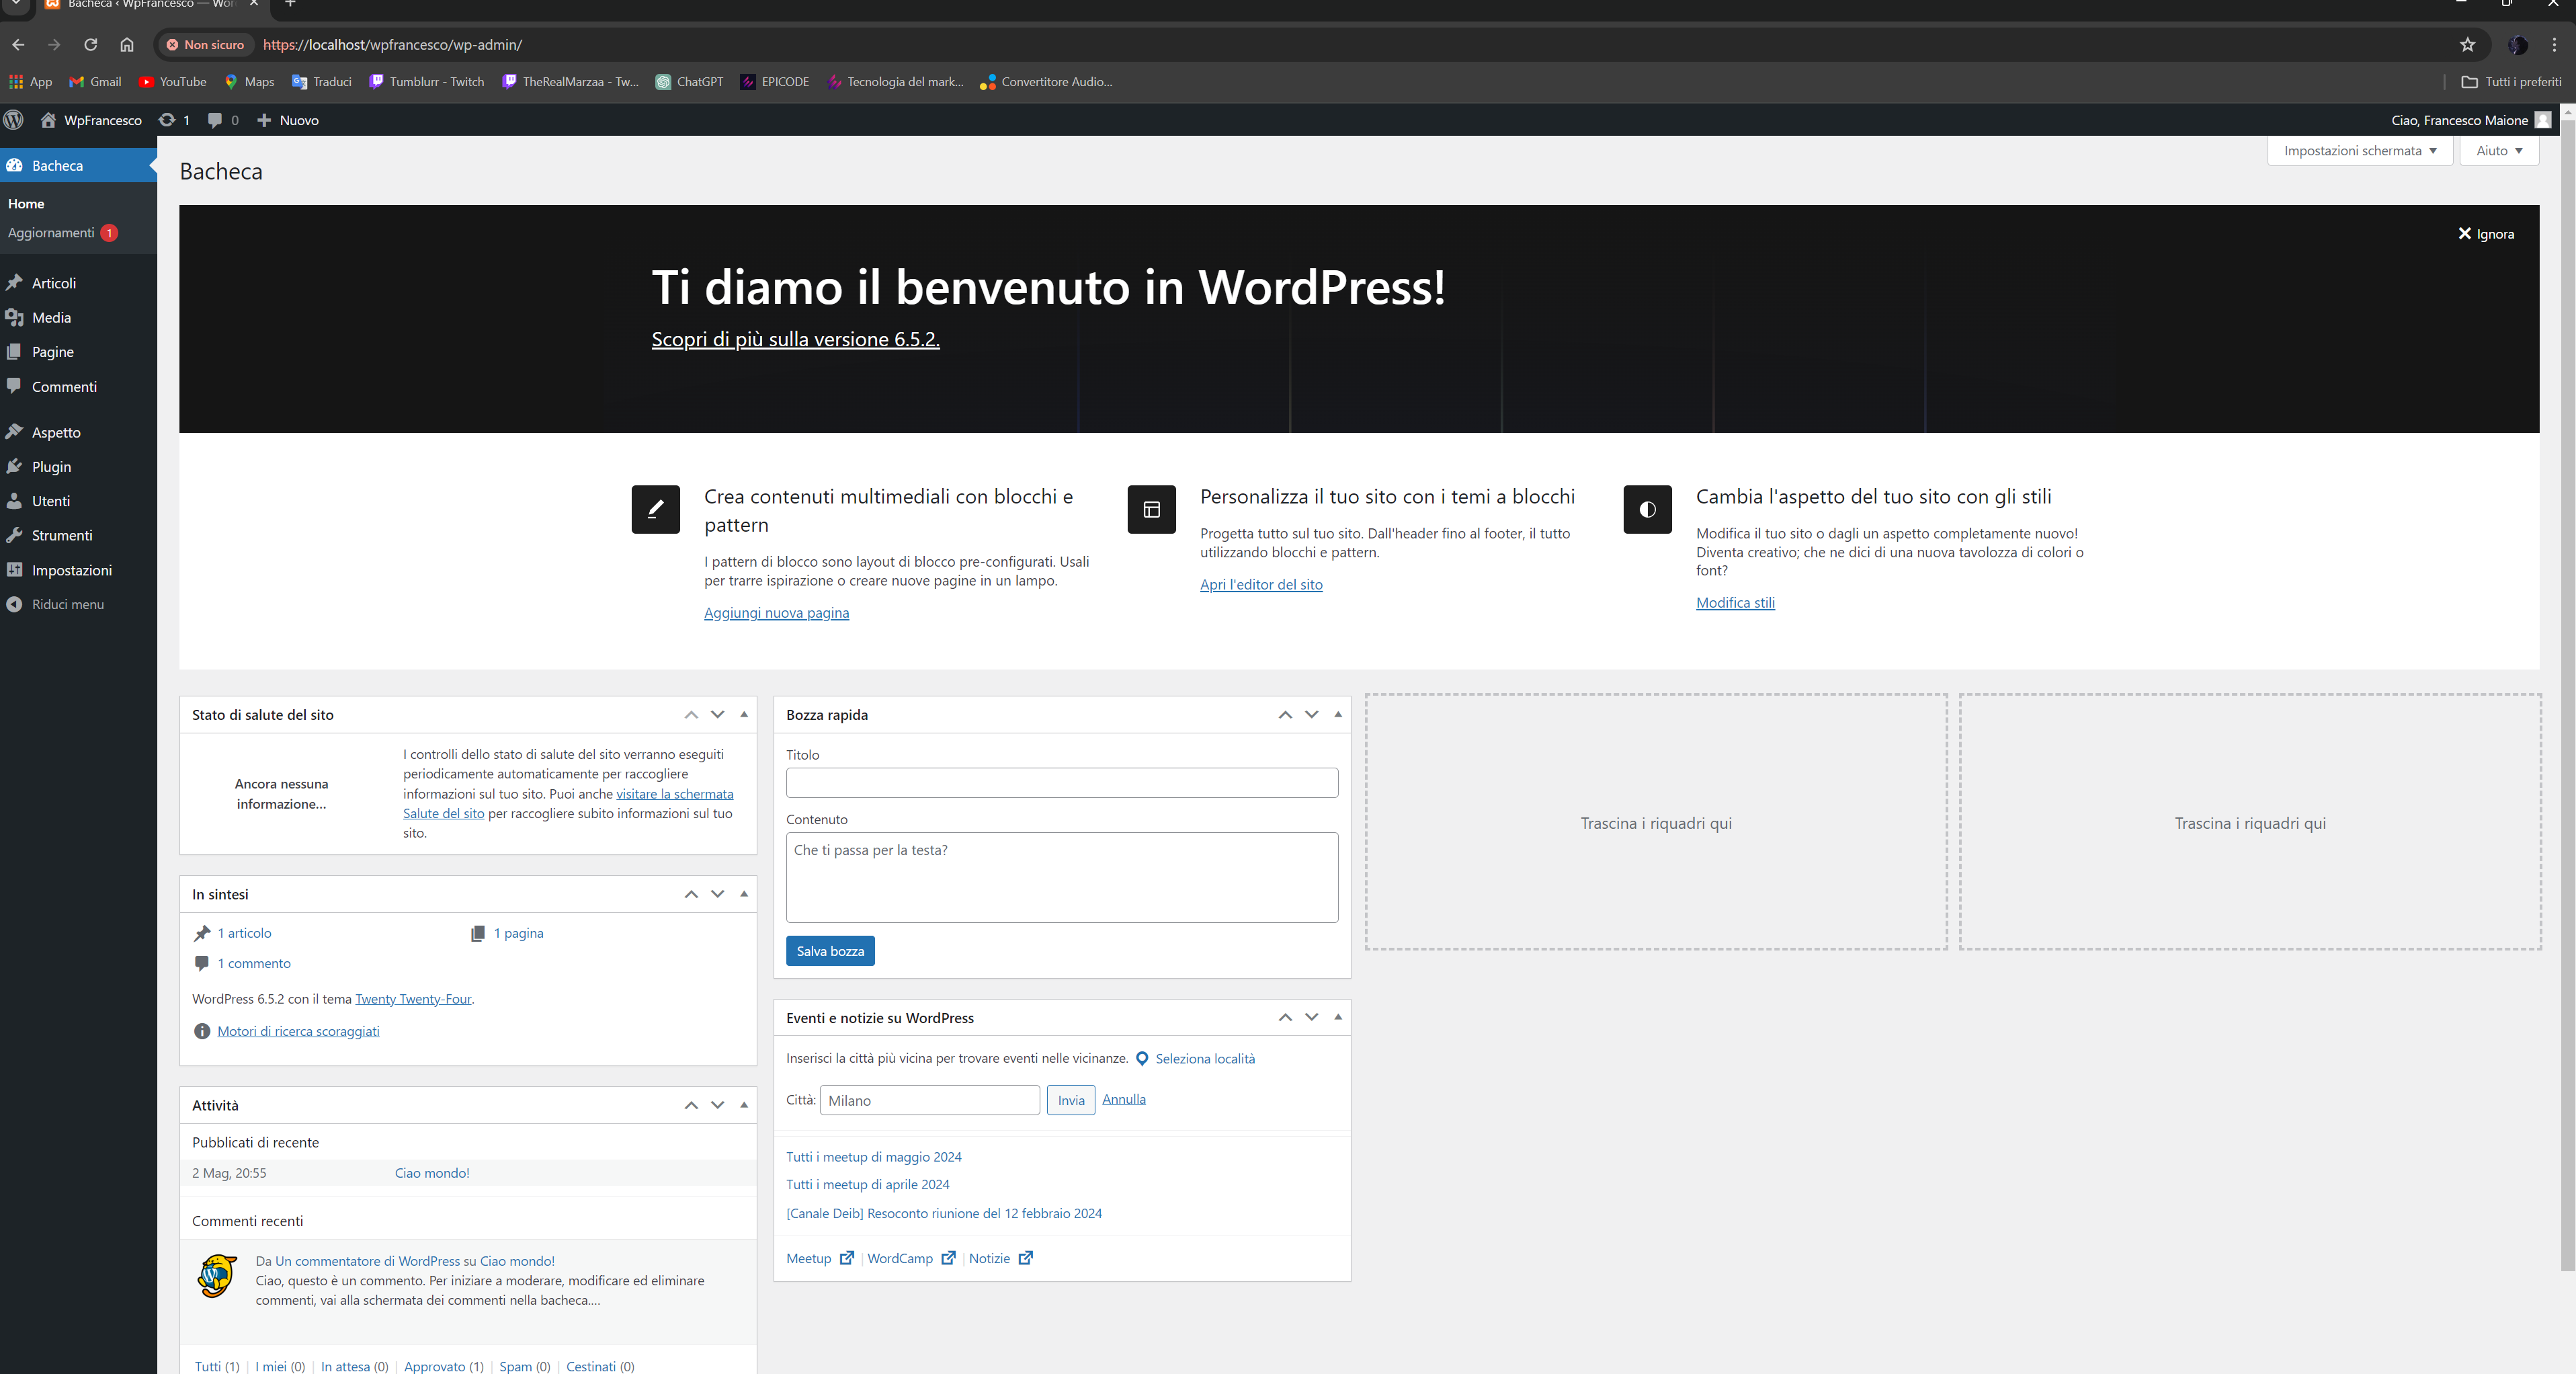 Bacheca ‹ WpFrancesco — Wor
Non sicuro
https://localhost/wpfrancesco/wp-admin/
App
Gmail
YouTube
Maps
Traduci
Tumblurr - Twitch
TheRealMarzaa - Tw...
ChatGPT
EPICODE
Tecnologia del mark...
Convertitore Audio...
Tutti i preferiti
WpFrancesco
1
0
Nuovo
Ciao, Francesco Maione
Bacheca
Home
Aggiornamenti 1
Articoli
Media
Pagine
Commenti
Aspetto
Plugin
Utenti
Strumenti
Impostazioni
Riduci menu
Impostazioni schermata
Aiuto
Bacheca
Ignora
Ti diamo il benvenuto in WordPress!
Scopri di più sulla versione 6.5.2.
Crea contenuti multimediali con blocchi e
pattern
I pattern di blocco sono layout di blocco pre-configurati. Usali
per trarre ispirazione o creare nuove pagine in un lampo.
Aggiungi nuova pagina
Personalizza il tuo sito con i temi a blocchi
Progetta tutto sul tuo sito. Dall'header fino al footer, il tutto
utilizzando blocchi e pattern.
Apri l'editor del sito
Cambia l'aspetto del tuo sito con gli stili
Modifica il tuo sito o dagli un aspetto completamente nuovo!
Diventa creativo; che ne dici di una nuova tavolozza di colori o
font?
Modifica stili
Stato di salute del sito
Ancora nessuna
informazione...
I controlli dello stato di salute del sito verranno eseguiti
periodicamente automaticamente per raccogliere
informazioni sul tuo sito. Puoi anche visitare la schermata
Salute del sito per raccogliere subito informazioni sul tuo
sito.
In sintesi
1 articolo
1 pagina
1 commento
WordPress 6.5.2 con il tema Twenty Twenty-Four.
Motori di ricerca scoraggiati
Attività
Pubblicati di recente
2 Mag, 20:55
Ciao mondo!
Commenti recenti
Da Un commentatore di WordPress su Ciao mondo!
Ciao, questo è un commento. Per iniziare a moderare, modificare ed eliminare
commenti, vai alla schermata dei commenti nella bacheca....
Tutti (1) | I miei (0) | In attesa (0) | Approvato (1) | Spam (0) | Cestinati (0)
Bozza rapida
Titolo
Contenuto
Che ti passa per la testa?
Salva bozza
Eventi e notizie su WordPress
Inserisci la città più vicina per trovare eventi nelle vicinanze. Seleziona località
Città: Milano Invia Annulla
Tutti i meetup di maggio 2024
Tutti i meetup di aprile 2024
[Canale Deib] Resoconto riunione del 12 febbraio 2024
Meetup | WordCamp | Notizie
Trascina i riquadri qui
Trascina i riquadri qui